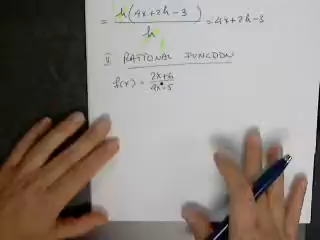 = h(4x+2h-3) / h = 4x+2h-3
II RATIONAL FUNCTION
f(x) = 2x+6 / 4x-5